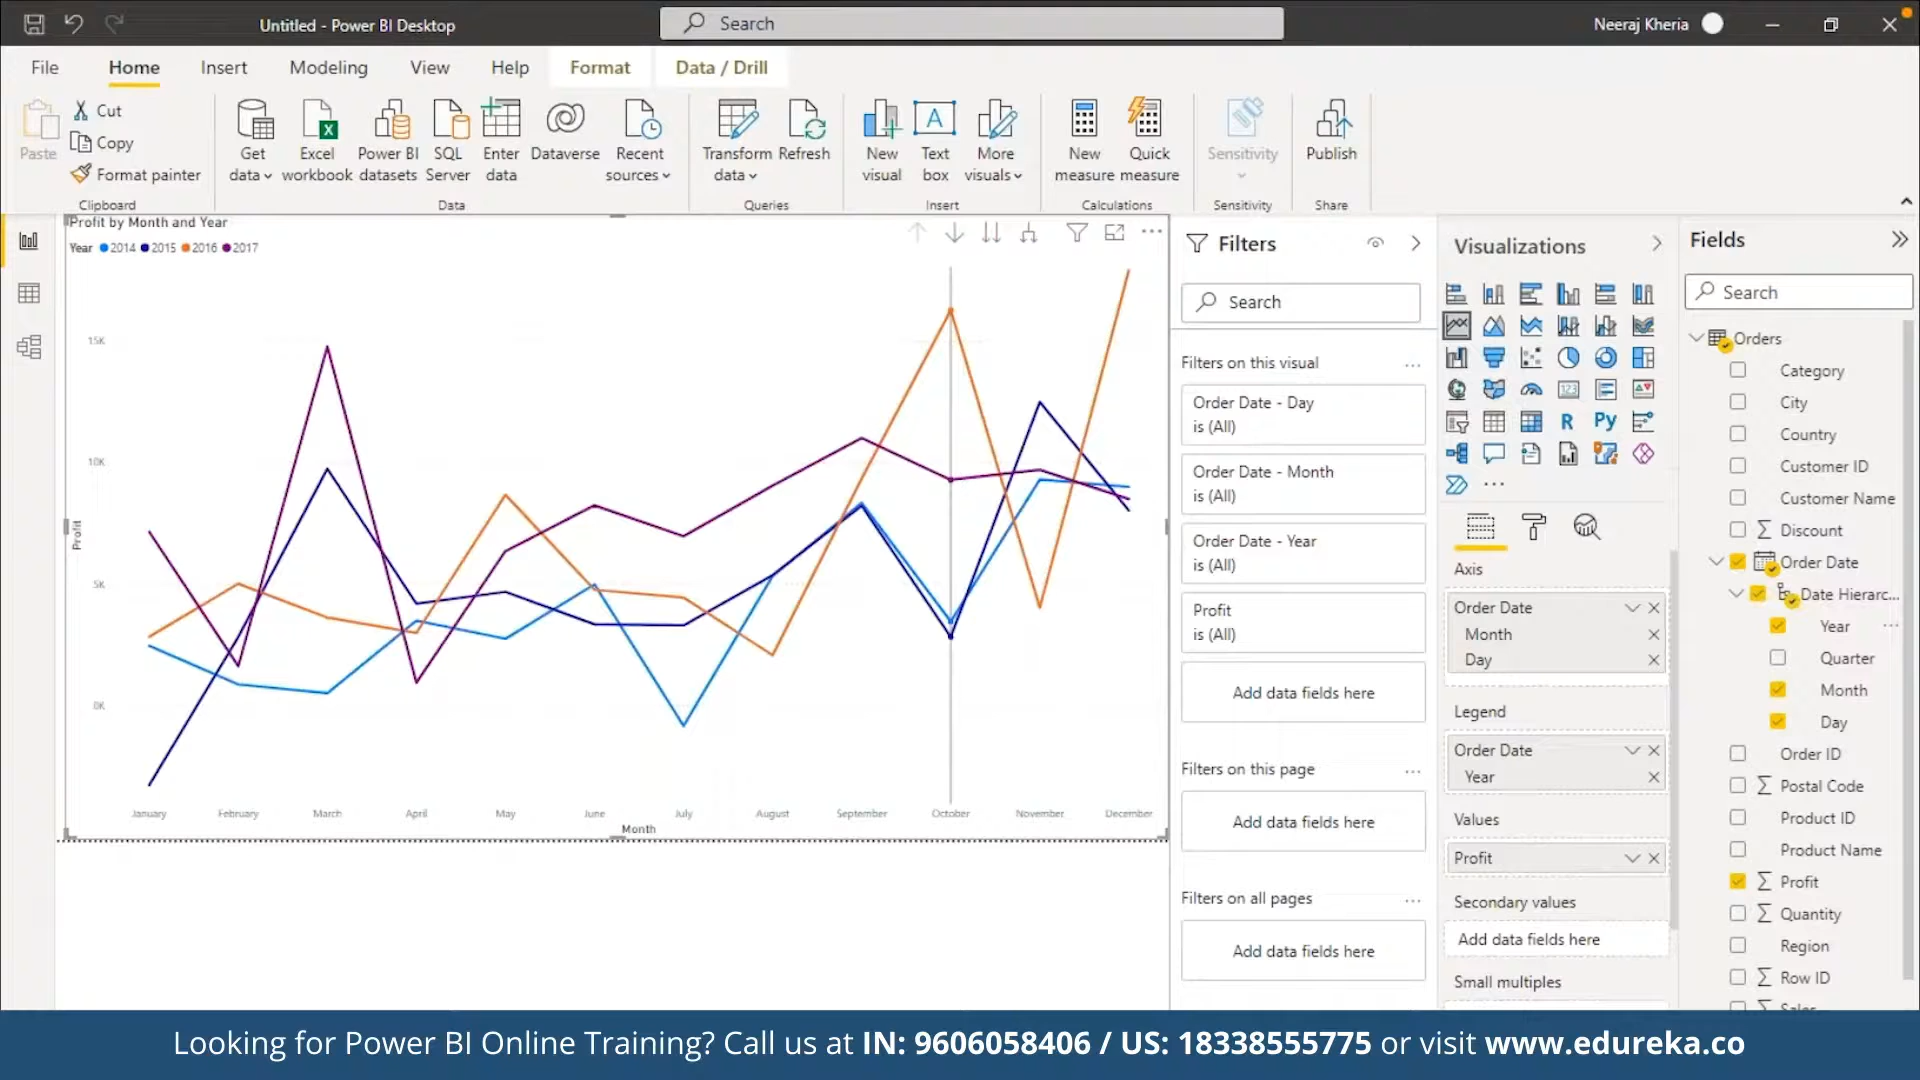 Untitled - Power BI Desktop
Search
Neeraj Kheria
File Home Insert Modeling View Help Format Data / Drill
Paste
Cut
Copy
Format painter
Clipboard
Get data
Excel workbook
Power BI datasets
SQL Server
Enter data
Dataverse
Recent sources
Data
Transform data
Refresh
Queries
New visual
Text box
More visuals
Insert
New measure
Quick measure
Calculations
Sensitivity
Sensitivity
Publish
Share
Profit by Month and Year
Year 2014 2015 2016 2017
15K
10K
5K
0K
Profit
January February March April May June July August September October November December
Month
Filters
Search
Filters on this visual
Order Date - Day
is (All)
Order Date - Month
is (All)
Order Date - Year
is (All)
Profit
is (All)
Add data fields here
Filters on this page
Add data fields here
Filters on all pages
Add data fields here
Visualizations
123
R Py
Axis
Order Date
Month
Day
Legend
Order Date
Year
Values
Profit
Secondary values
Add data fields here
Small multiples
Fields
Search
Orders
Category
City
Country
Customer ID
Customer Name
Discount
Order Date
Date Hierarc...
Year
Quarter
Month
Day
Order ID
Postal Code
Product ID
Product Name
Profit
Quantity
Region
Row ID
Looking for Power BI Online Training? Call us at IN: 9606058406 / US: 18338555775 or visit www.edureka.co